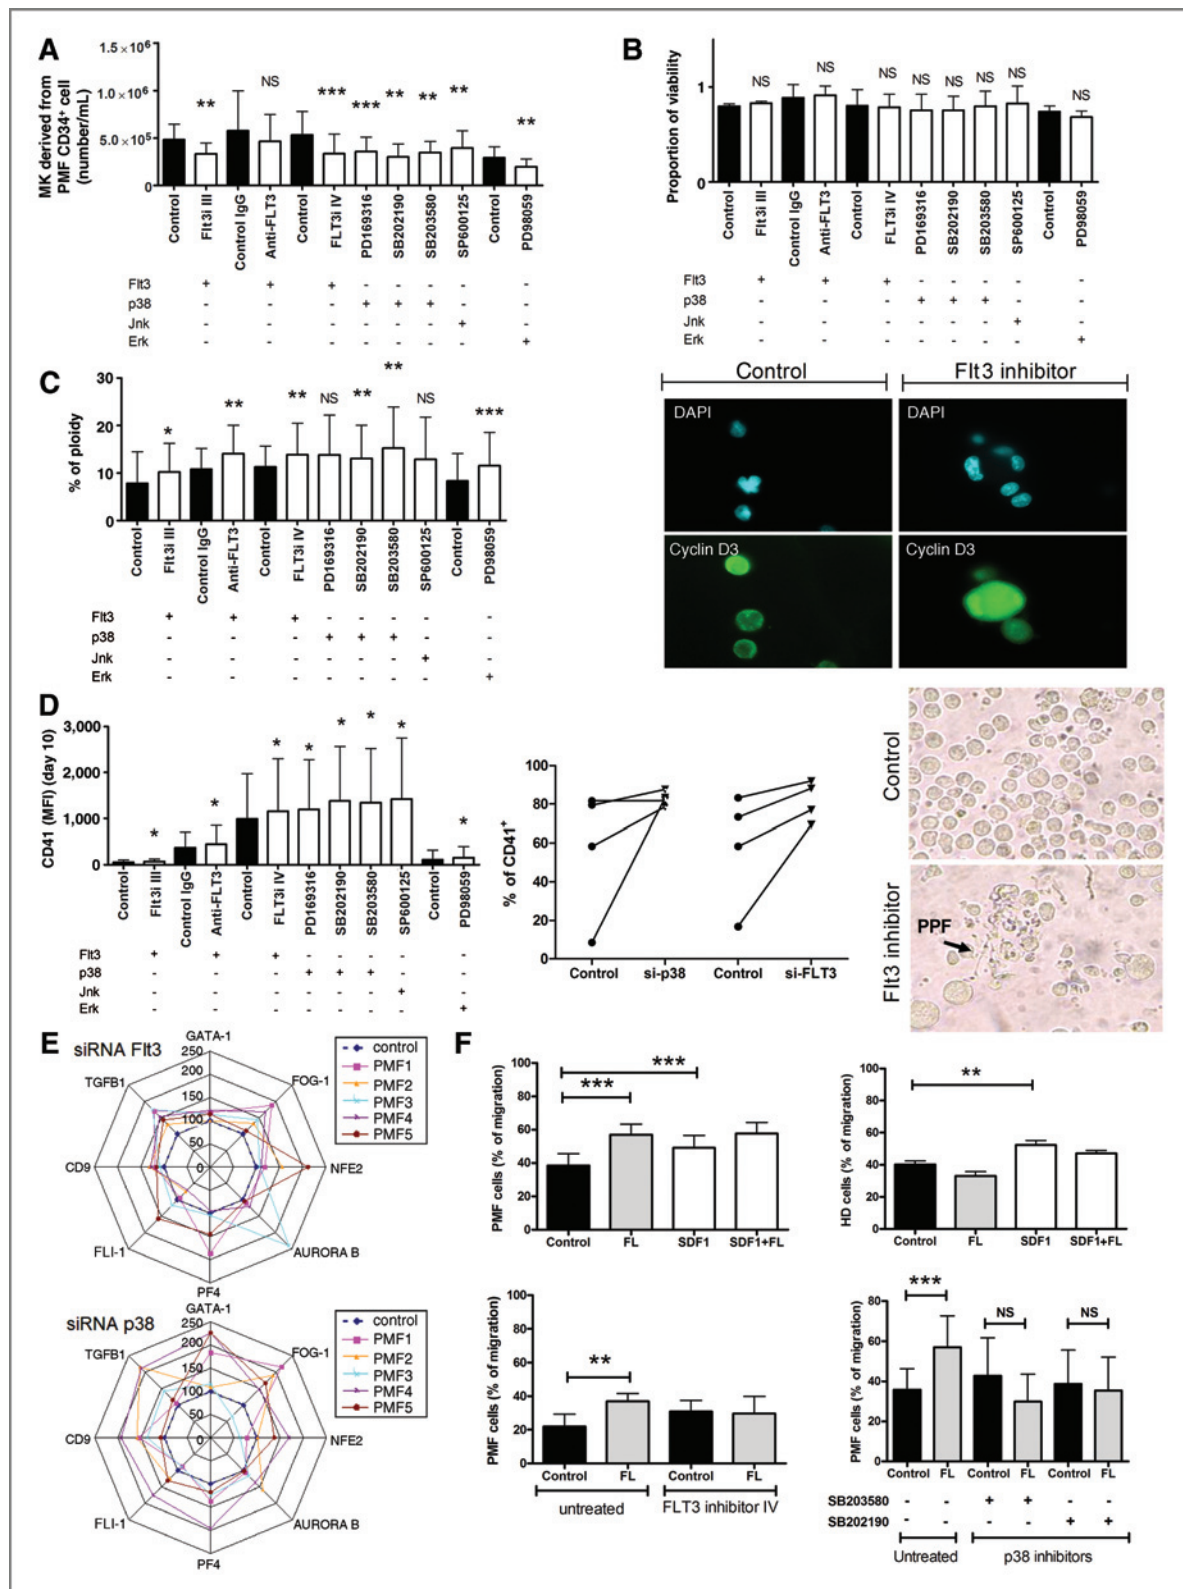 A
1.5×10⁶
1.0×10⁶
5.0×10⁵
0
MK derived from
PMF CD34⁺ cell
(number/mL)
** NS *** *** ** ** ** **
Control
Flt3i III
Control IgG
Anti-FLT3
Control
FLT3i IV
PD169316
SB202190
SB203580
SP600125
Control
PD98059
Flt3 + + + - - - - -
p38 - - - + + + - -
Jnk - - - - - - + -
Erk - - - - - - - +
B
Proportion of viability
1
0
NS NS NS NS NS NS NS NS
Control
Flt3i III
Control IgG
Anti-FLT3
Control
FLT3i IV
PD169316
SB202190
SB203580
SP600125
Control
PD98059
Flt3 + + + - - - - -
p38 - - - + + + - -
Jnk - - - - - - + -
Erk - - - - - - - +
C
% of ploidy
30
20
10
0
* ** ** NS ** ** NS ***
Control
Flt3i III
Control IgG
Anti-FLT3
Control
FLT3i IV
PD169316
SB202190
SB203580
SP600125
Control
PD98059
Flt3 + + + - - - - -
p38 - - - + + + - -
Jnk - - - - - - + -
Erk - - - - - - - +
Control Flt3 inhibitor
DAPI DAPI
Cyclin D3 Cyclin D3
D
CD41 (MFI) (day 10)
3,000
2,000
1,000
0
* * * * * * * *
Control
Flt3i III
Control IgG
Anti-FLT3
Control
FLT3i IV
PD169316
SB202190
SB203580
SP600125
Control
PD98059
Flt3 + + + - - - - -
p38 - - - + + + - -
Jnk - - - - - - + -
Erk - - - - - - - +
% of CD41⁺
100
80
60
40
20
0
Control si-p38 Control si-FLT3
Control
Flt3 inhibitor
PPF
E
siRNA Flt3
GATA-1
FOG-1
NFE2
AURORA B
PF4
FLI-1
CD9
TGFB1
250
200
150
100
50
0
control
PMF1
PMF2
PMF3
PMF4
PMF5
siRNA p38
GATA-1
FOG-1
NFE2
AURORA B
PF4
FLI-1
CD9
TGFB1
250
200
150
100
50
0
control
PMF1
PMF2
PMF3
PMF4
PMF5
F
PMF cells (% of migration)
100
80
60
40
20
0
***
***
Control FL SDF1 SDF1+FL
HD cells (% of migration)
100
80
60
40
20
0
**
Control FL SDF1 SDF1+FL
PMF cells (% of migration)
100
80
60
40
20
0
**
Control FL Control FL
untreated FLT3 inhibitor IV
PMF cells (% of migration)
80
60
40
20
0
*** NS NS
Control FL Control FL Control FL
SB203580 - - + + - -
SB202190 - - - - + +
Untreated p38 inhibitors